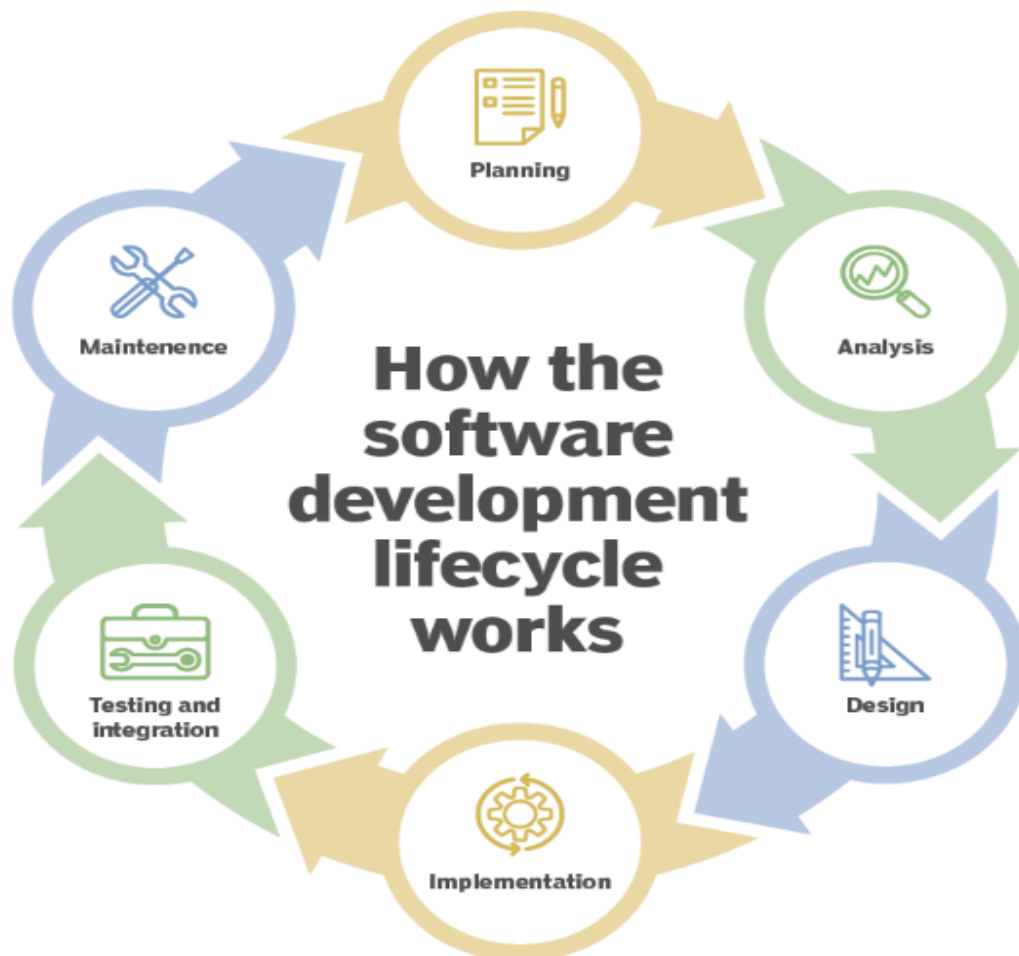 Planning
Analysis
Design
Implementation
Testing and
integration
Maintenence
How the
software
development
lifecycle
works